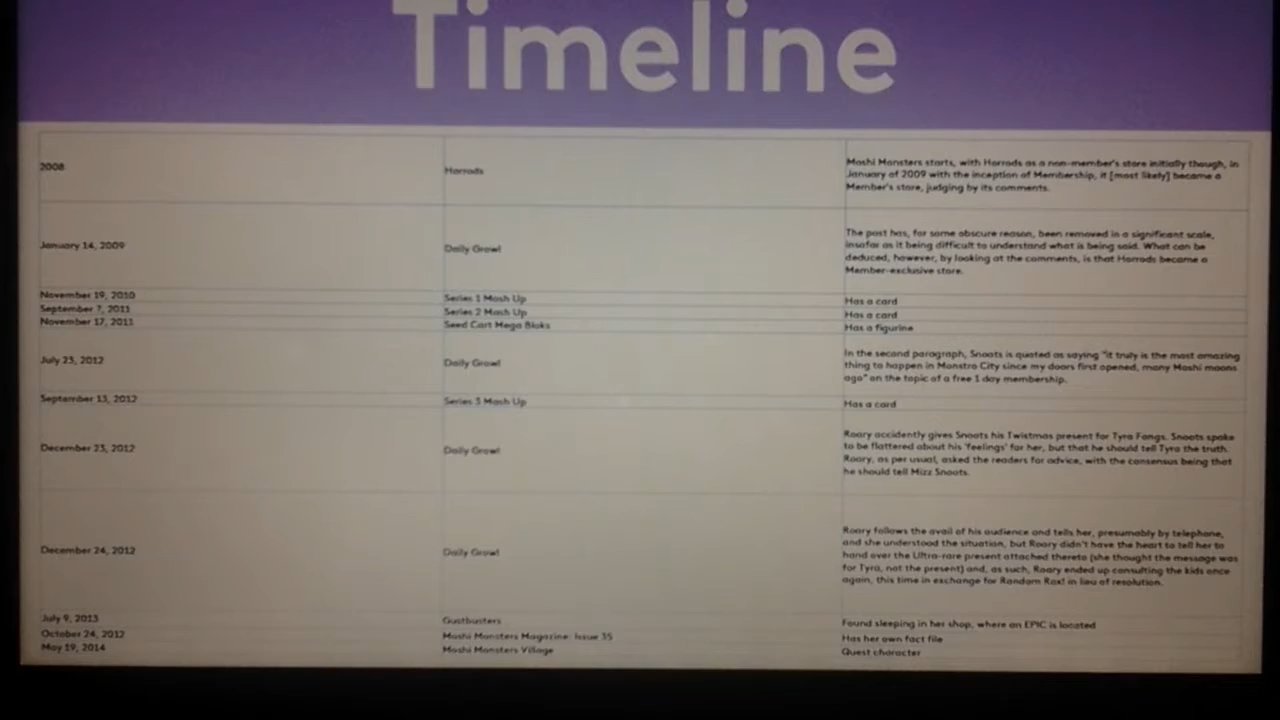 Timeline
2008
Horrods
Moshi Monsters starts, with Horrods as a non-member's store initially though, in
January of 2009 with the inception of Membership, it [most likely] became a
Member's store, judging by its comments.
January 14, 2009
Daily Growl
The post has, for some obscure reason, been removed in a significant scale,
insofar as it being difficult to understand what is being said. What can be
deduced, however, by looking at the comments, is that Horrods became a
Member-exclusive store.
November 19, 2010
Series 1 Mash Up
Has a card
September 7, 2011
Series 2 Mash Up
Has a card
November 17, 2011
Seed Cart Mega Bloks
Has a figurine
July 23, 2012
Daily Growl
In the second paragraph, Snoots is quoted as saying "it truly is the most amazing
thing to happen in Monstro City since my doors first opened, many Moshi moons
ago" on the topic of a free 1 day membership.
September 13, 2012
Series 3 Mash Up
Has a card
December 23, 2012
Daily Growl
Roary accidently gives Snoots his Twistmas present for Tyra Fangs. Snoots spoke
to be flattered about his 'feelings' for her, but that he should tell Tyra the truth.
Roary, as per usual, asked the readers for advice, with the consensus being that
he should tell Mizz Snoots.
December 24, 2012
Daily Growl
Roary follows the avail of his audience and tells her, presumably by telephone,
and she understood the situation, but Roary didn't have the heart to tell her to
hand over the Ultra-rare present attached thereto (she thought the message was
for Tyra, not the present) and, as such, Roary ended up consulting the kids once
again, this time in exchange for Random Rox! in lieu of resolution.
July 9, 2013
Gustbusters
Found sleeping in her shop, where an EPIC is located
October 24, 2012
Moshi Monsters Magazine: Issue 35
Has her own fact file
May 19, 2014
Moshi Monsters Village
Quest character